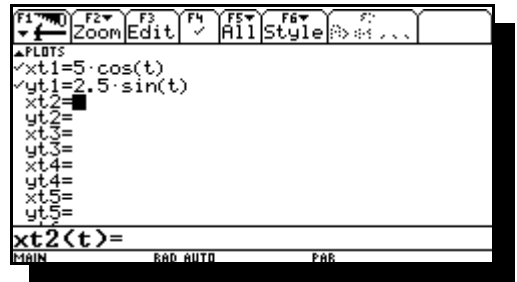 F1 F2 Zoom F3 Edit F4 ✓ F5 All F6 Style F7
▲PLOTS
✓xt1=5·cos(t)
✓yt1=2.5·sin(t)
xt2=
yt2=
xt3=
yt3=
xt4=
yt4=
xt5=
yt5=
xt2(t)=
MAIN RAD AUTO PAR